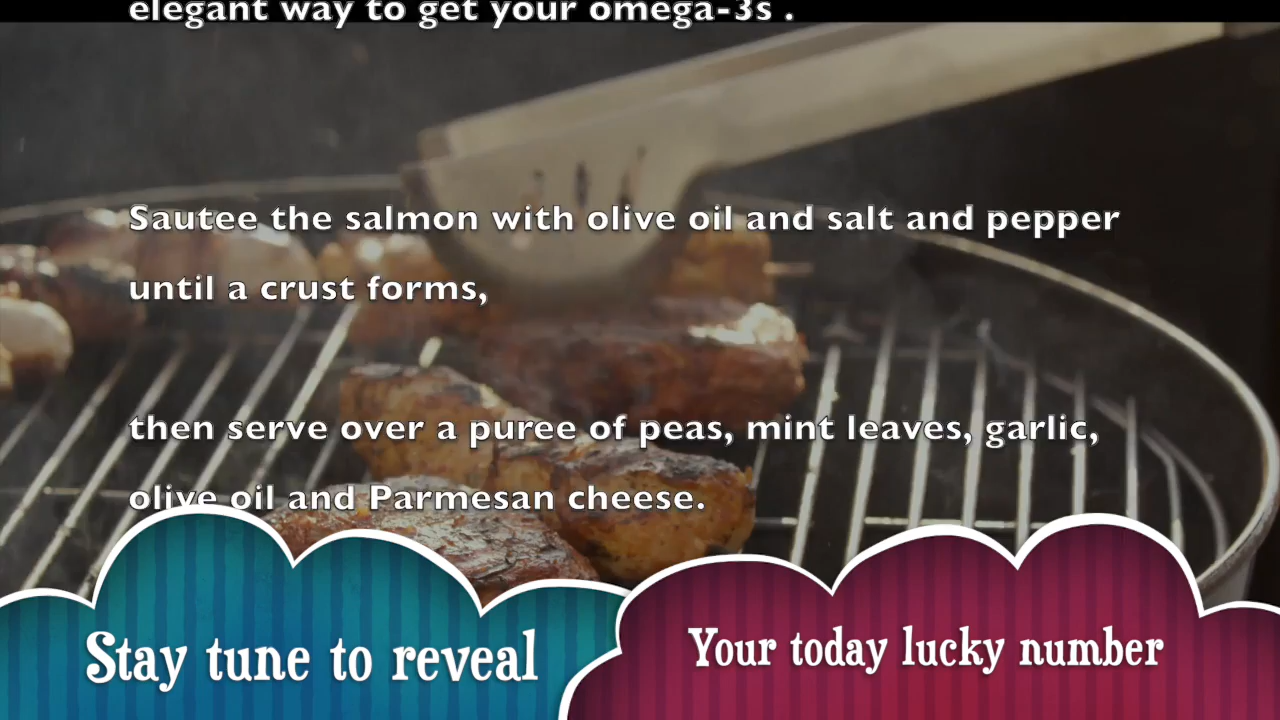 elegant way to get your omega-3s .
Sautee the salmon with olive oil and salt and pepper
until a crust forms,
then serve over a puree of peas, mint leaves, garlic,
olive oil and Parmesan cheese.
Stay tune to reveal
Your today lucky number